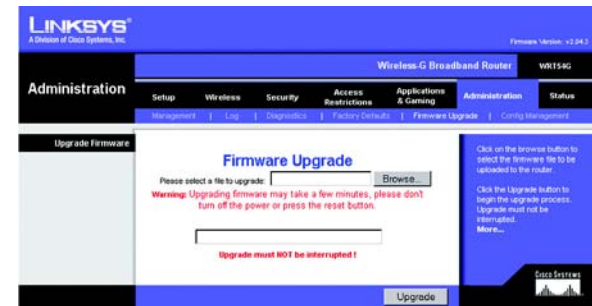 LINKSYS®
A Division of Cisco Systems, Inc.
Firmware Version: v2.04.3
Wireless-G Broadband Router
WRT54G
Administration
Setup
Wireless
Security
Access Restrictions
Applications & Gaming
Administration
Status
Management | Log | Diagnostics | Factory Defaults | Firmware Upgrade | Config Management
Upgrade Firmware
Firmware Upgrade
Please select a file to upgrade:
Browse...
Warning: Upgrading firmware may take a few minutes, please don't
turn off the power or press the reset button.
Upgrade must NOT be interrupted !
Click on the browse button to
select the firmware file to be
uploaded to the
router.
Click the Upgrade button to
begin the upgrade
process.
Upgrade must not
be
interrupted.
More...
Upgrade
CISCO SYSTEMS